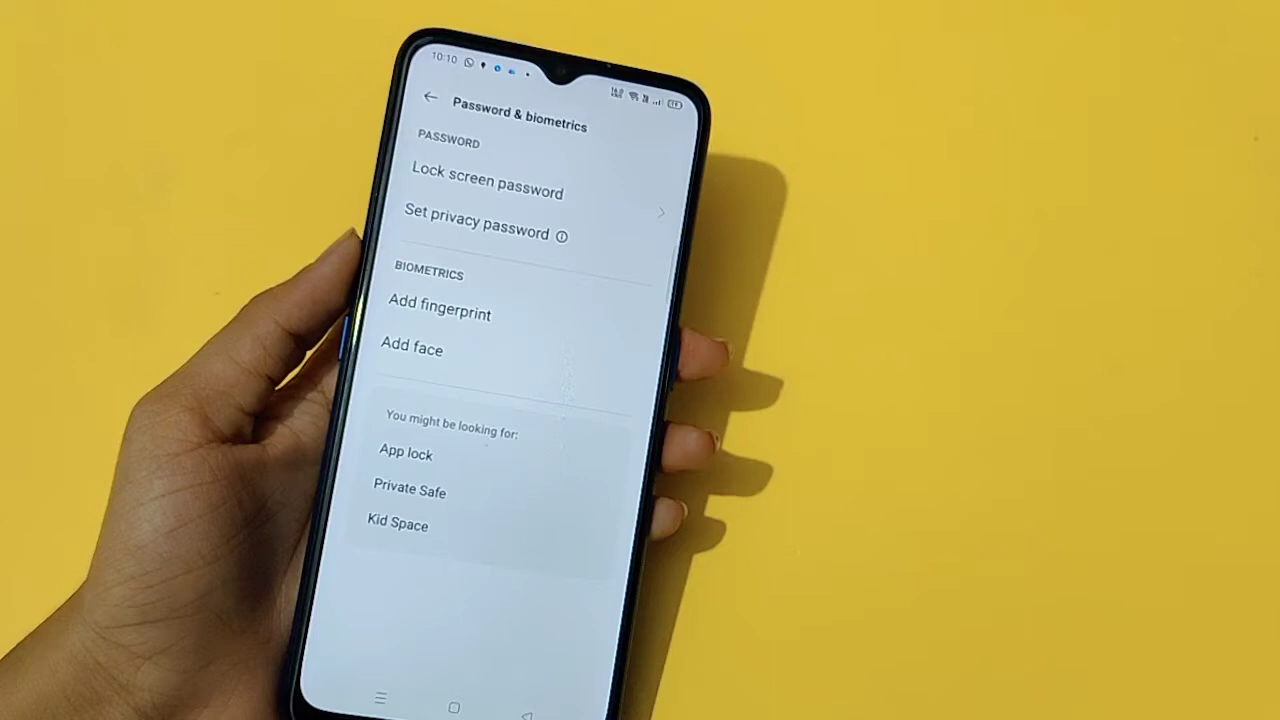 10:10
Password & biometrics
PASSWORD
Lock screen password
Set privacy password
BIOMETRICS
Add fingerprint
Add face
You might be looking for:
App lock
Private Safe
Kid Space